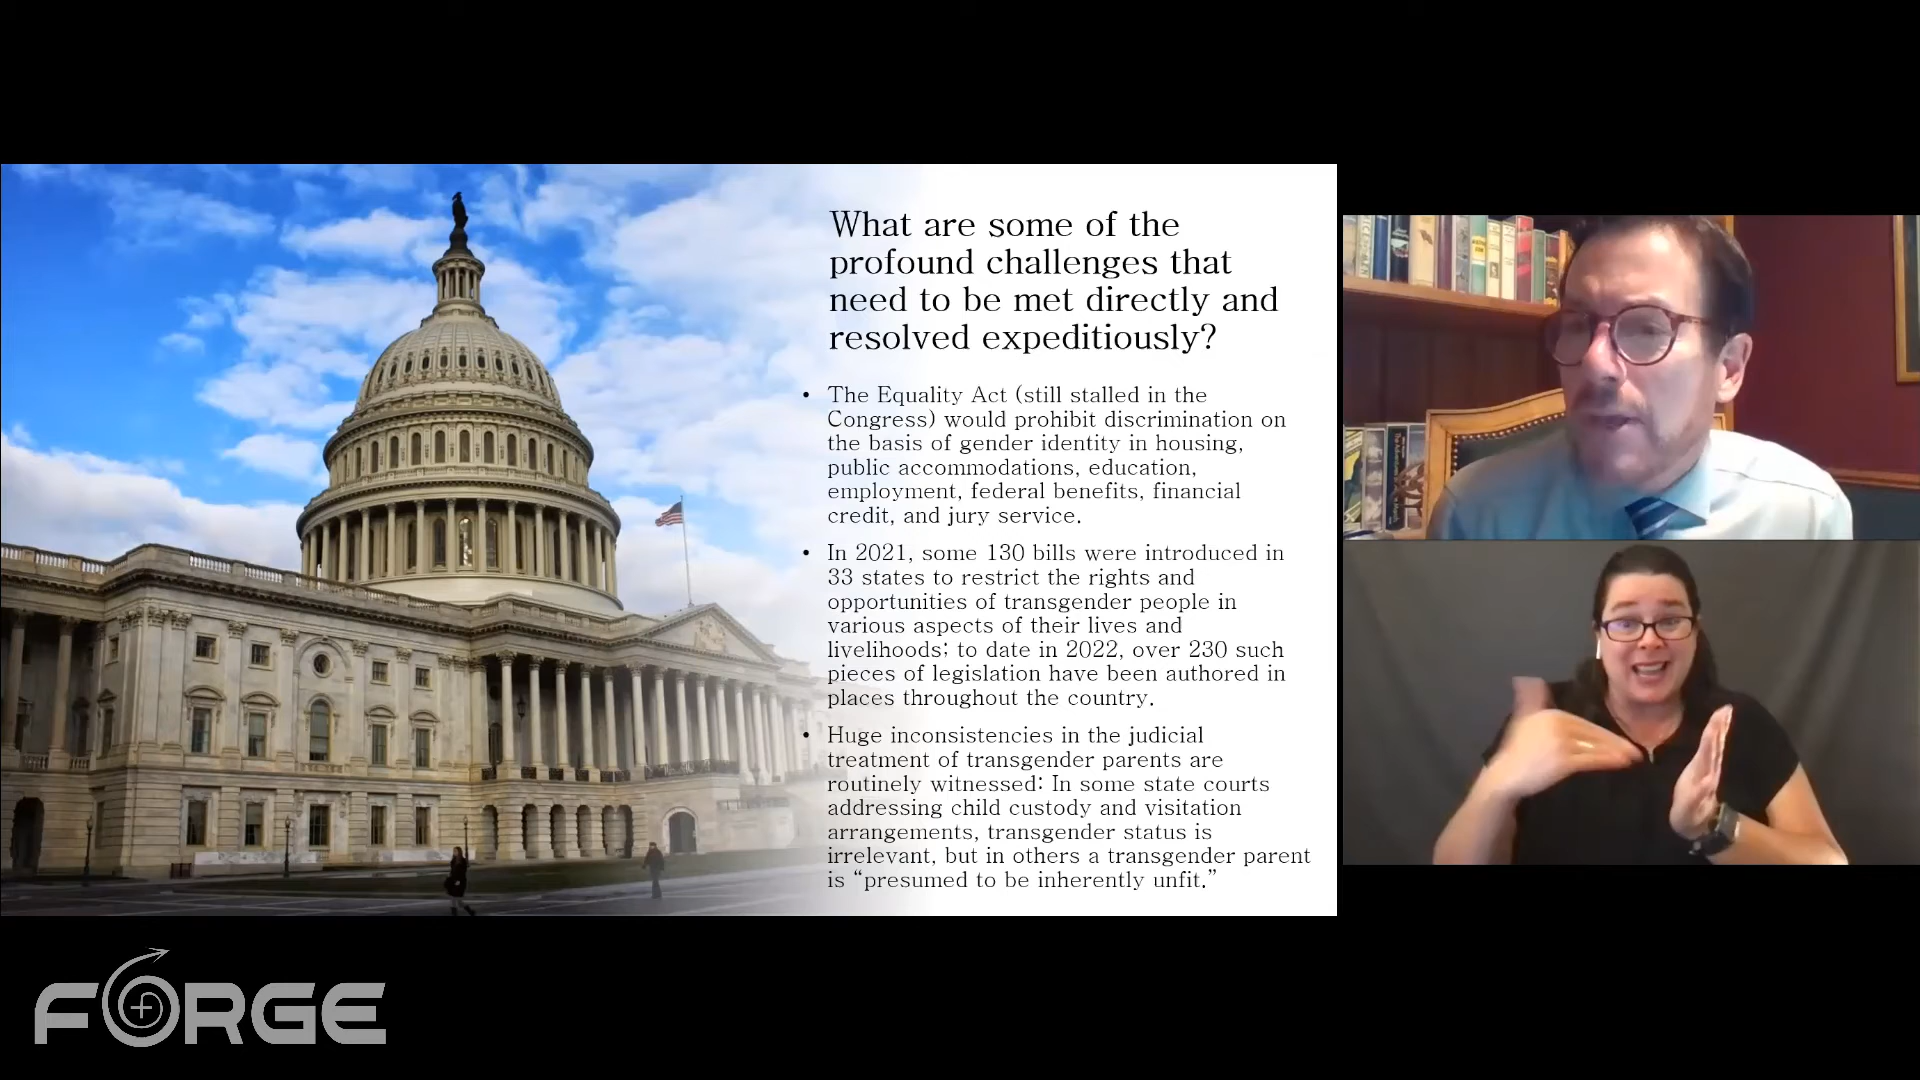 What are some of the
profound challenges that
need to be met directly and
resolved expeditiously?
• The Equality Act (still stalled in the
Congress) would prohibit discrimination on
the basis of gender identity in housing,
public accommodations, education,
employment, federal benefits, financial
credit, and jury service.
• In 2021, some 130 bills were introduced in
33 states to restrict the rights and
opportunities of transgender people in
various aspects of their lives and
livelihoods; to date in 2022, over 230 such
pieces of legislation have been authored in
places throughout the country.
• Huge inconsistencies in the judicial
treatment of transgender parents are
routinely witnessed: In some state courts
addressing child custody and visitation
arrangements, transgender status is
irrelevant, but in others a transgender parent
is “presumed to be inherently unfit.”
FORGE